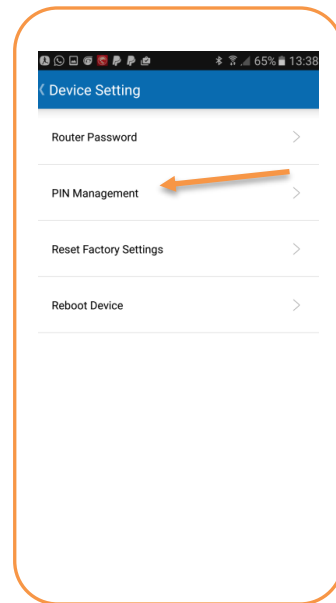 65% 13:38
Device Setting
Router Password
PIN Management
Reset Factory Settings
Reboot Device